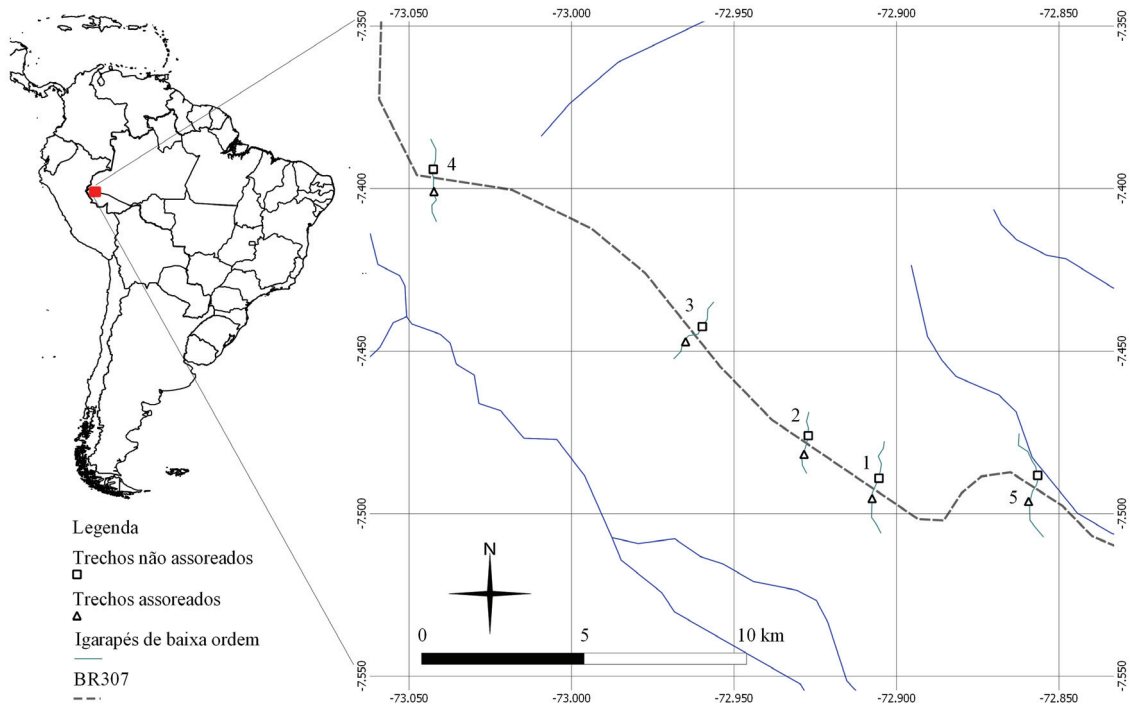 -73.050 -73.000 -72.950 -72.900 -72.850
-7.350 -7.350
4
-7.400 -7.400
3
-7.450 -7.450
2
1
5
-7.500 -7.500
Legenda
Trechos não assoreados
Trechos assoreados
Igarapés de baixa ordem
BR307
N
0 5 10 km
-7.550 -7.550
-73.050 -73.000 -72.950 -72.900 -72.850